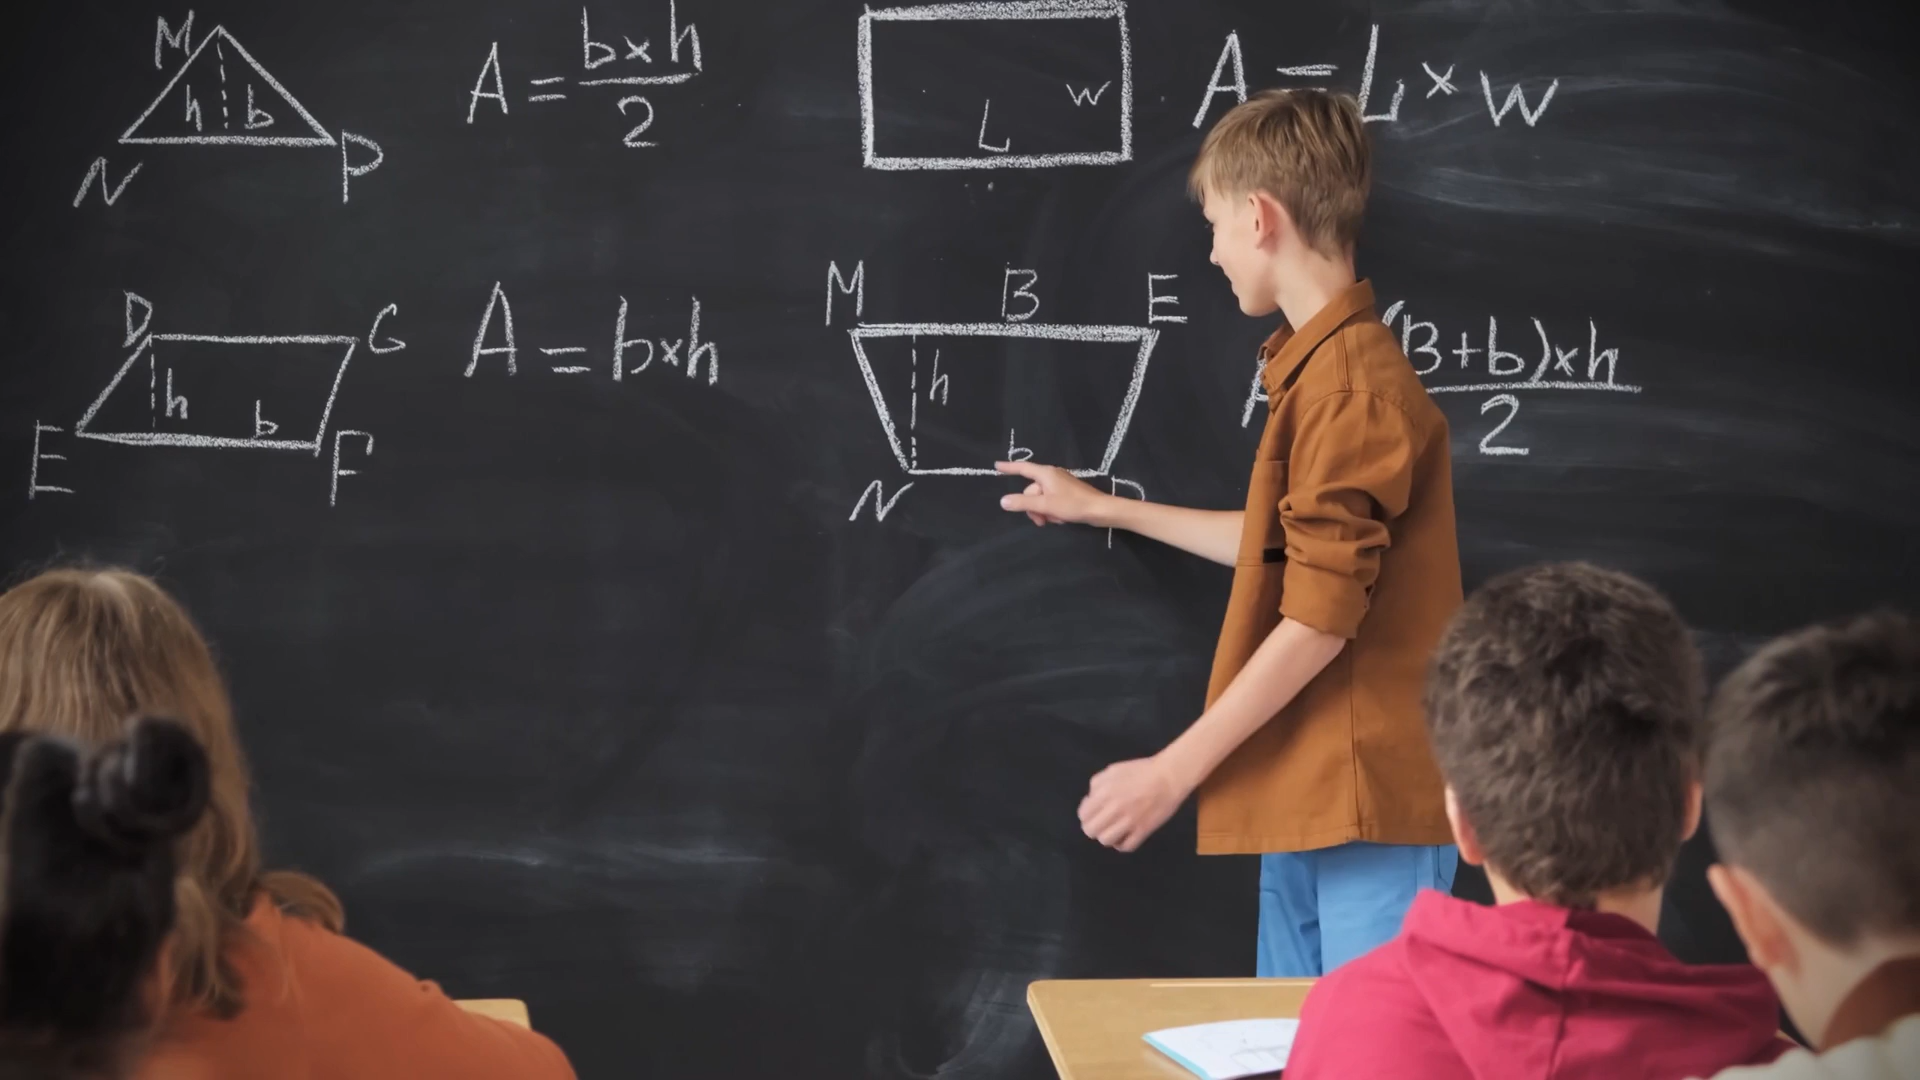 M
h b
N P
A = b×h
2
L w
A = L × w
D G
h b
E F
A = b×h
M B E
h
b
N P
(B+b)×h
2